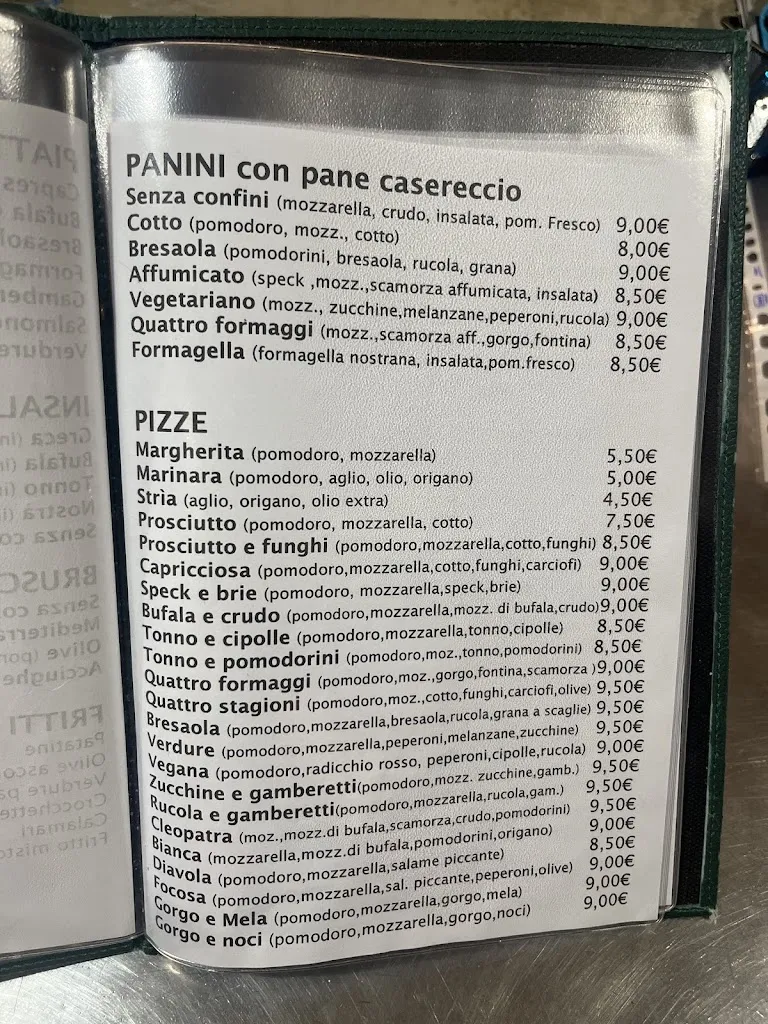 PANINI con pane casereccio
Senza confini (mozzarella, crudo, insalata, pom. Fresco) 9,00€
Cotto (pomodoro, mozz., cotto) 8,00€
Bresaola (pomodorini, bresaola, rucola, grana) 9,00€
Affumicato (speck ,mozz.,scamorza affumicata, insalata) 8,50€
Vegetariano (mozz., zucchine,melanzane,peperoni,rucola) 9,00€
Quattro formaggi (mozz.,scamorza aff.,gorgo,fontina) 8,50€
Formagella (formagella nostrana, insalata,pom.fresco) 8,50€
PIZZE
Margherita (pomodoro, mozzarella) 5,50€
Marinara (pomodoro, aglio, olio, origano) 5,00€
Strìa (aglio, origano, olio extra) 4,50€
Prosciutto (pomodoro, mozzarella, cotto) 7,50€
Prosciutto e funghi (pomodoro,mozzarella,cotto,funghi) 8,50€
Capricciosa (pomodoro,mozzarella,cotto,funghi,carciofi) 9,00€
Speck e brie (pomodoro, mozzarella,speck,brie) 9,00€
Bufala e crudo (pomodoro,mozzarella,mozz. di bufala,crudo)9,00€
Tonno e cipolle (pomodoro,mozzarella,tonno,cipolle) 8,50€
Tonno e pomodorini (pomodoro,moz.,tonno,pomodorini) 8,50€
Quattro formaggi (pomodoro,moz.,gorgo,fontina,scamorza )9,00€
Quattro stagioni (pomodoro,moz.,cotto,funghi,carciofi,olive) 9,50€
Bresaola (pomodoro,mozzarella,bresaola,rucola,grana a scaglie) 9,50€
Verdure (pomodoro,mozzarella,peperoni,melanzane,zucchine) 9,50€
Vegana (pomodoro,radicchio rosso, peperoni,cipolle,rucola) 9,00€
Zucchine e gamberetti(pomodoro,mozz. zucchine,gamb.) 9,50€
Rucola e gamberetti(pomodoro,mozzarella,rucola,gam.) 9,50€
Cleopatra (moz.,mozz.di bufala,scamorza,crudo,pomodorini) 9,50€
Bianca (mozzarella,mozz.di bufala,pomodorini,origano) 9,00€
Diavola (pomodoro,mozzarella,salame piccante) 8,50€
Focosa (pomodoro,mozzarella,sal. piccante,peperoni,olive) 9,00€
Gorgo e Mela (pomodoro,mozzarella,gorgo,mela) 9,00€
Gorgo e noci (pomodoro,mozzarella,gorgo,noci) 9,00€